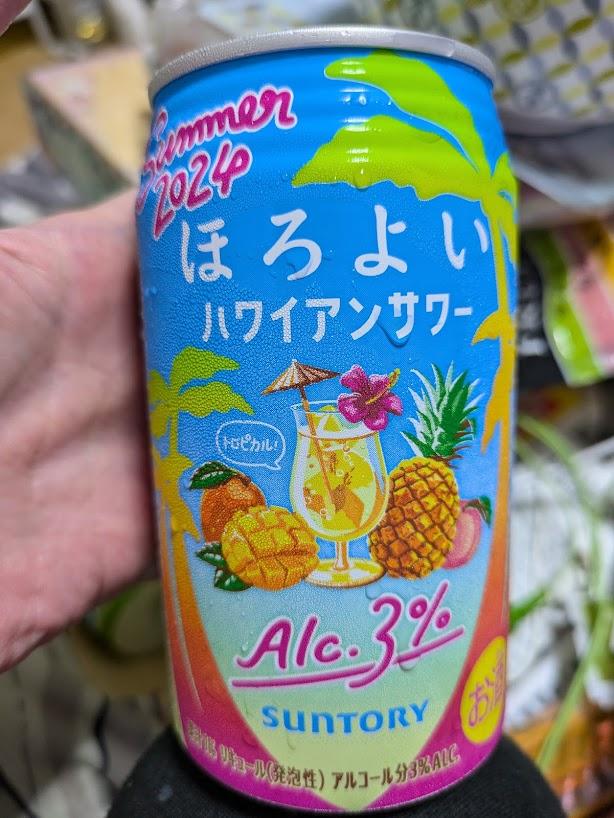 Summer
2024
ほろよい
ハワイアンサワー
トロピカル!
Alc.3%
SUNTORY
お酒
リキュール(発泡性) アルコール分3%ALC.